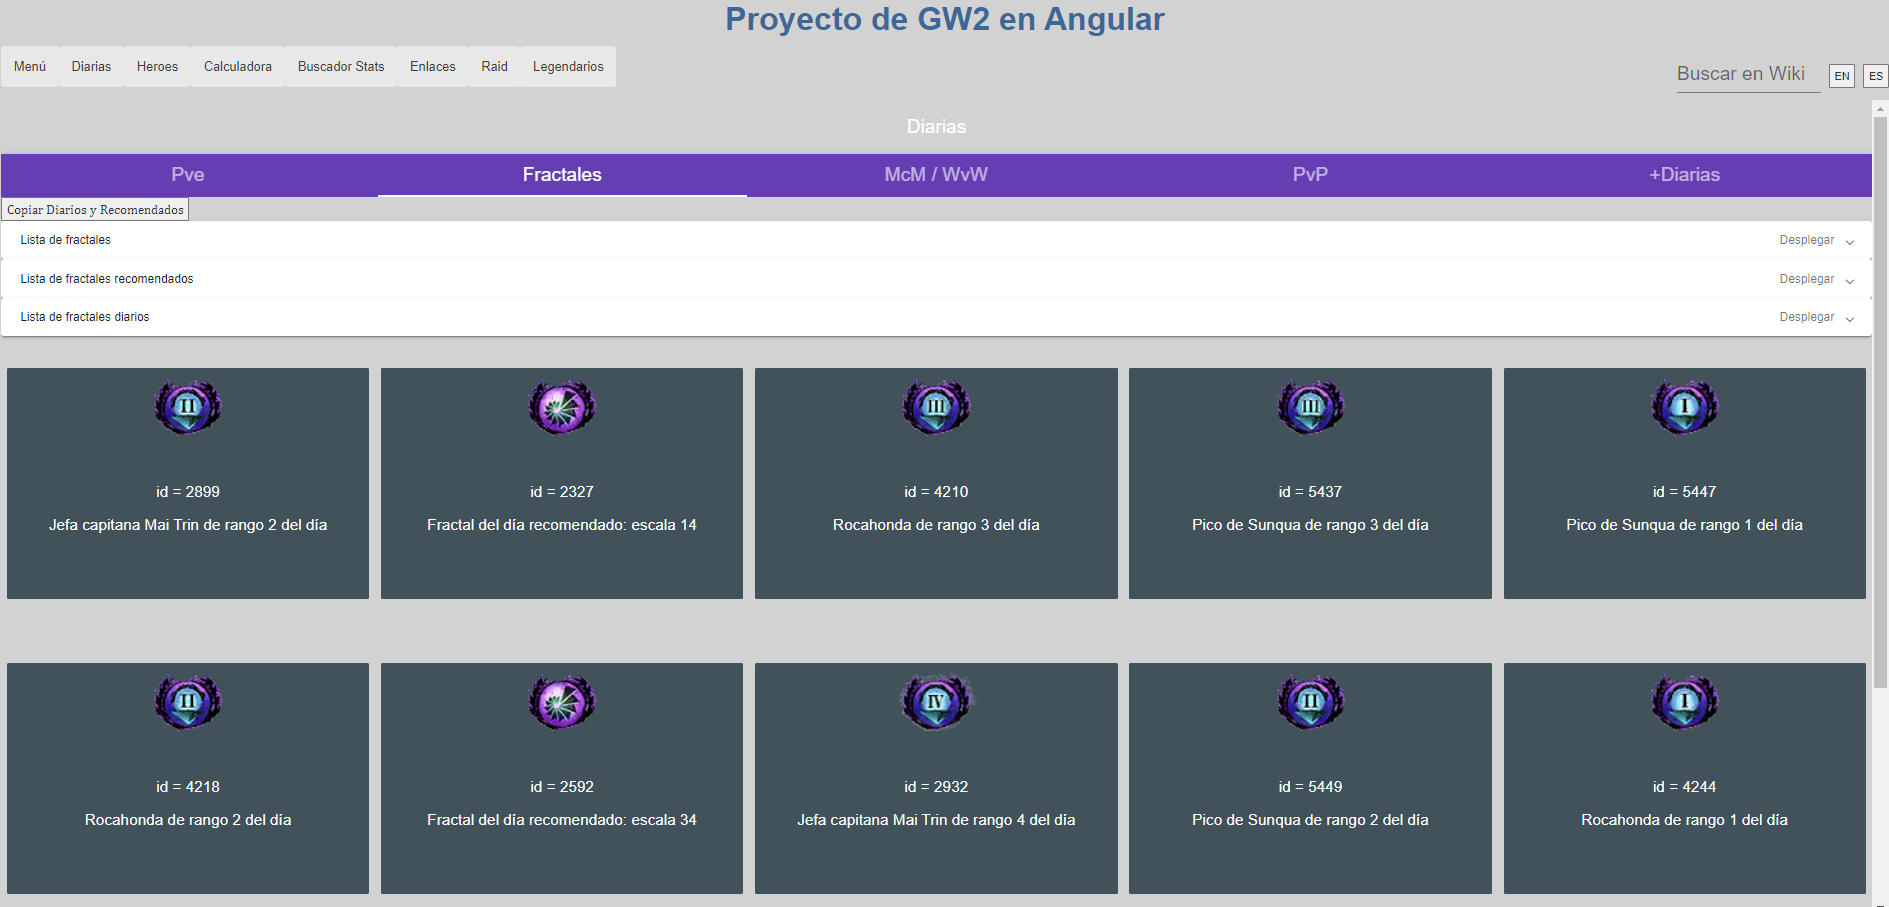 Proyecto de GW2 en Angular
Menú Diarias Heroes Calculadora Buscador Stats Enlaces Raid Legendarios
Buscar en Wiki EN ES
Diarias
Pve Fractales McM / WvW PvP +Diarias
Copiar Diarios y Recomendados
Lista de fractales Desplegar
Lista de fractales recomendados Desplegar
Lista de fractales diarios Desplegar
II III III I
id = 2899 id = 2327 id = 4210 id = 5437 id = 5447
Jefa capitana Mai Trin de rango 2 del día Fractal del día recomendado: escala 14 Rocahonda de rango 3 del día Pico de Sunqua de rango 3 del día Pico de Sunqua de rango 1 del día
II IV II I
id = 4218 id = 2592 id = 2932 id = 5449 id = 4244
Rocahonda de rango 2 del día Fractal del día recomendado: escala 34 Jefa capitana Mai Trin de rango 4 del día Pico de Sunqua de rango 2 del día Rocahonda de rango 1 del día